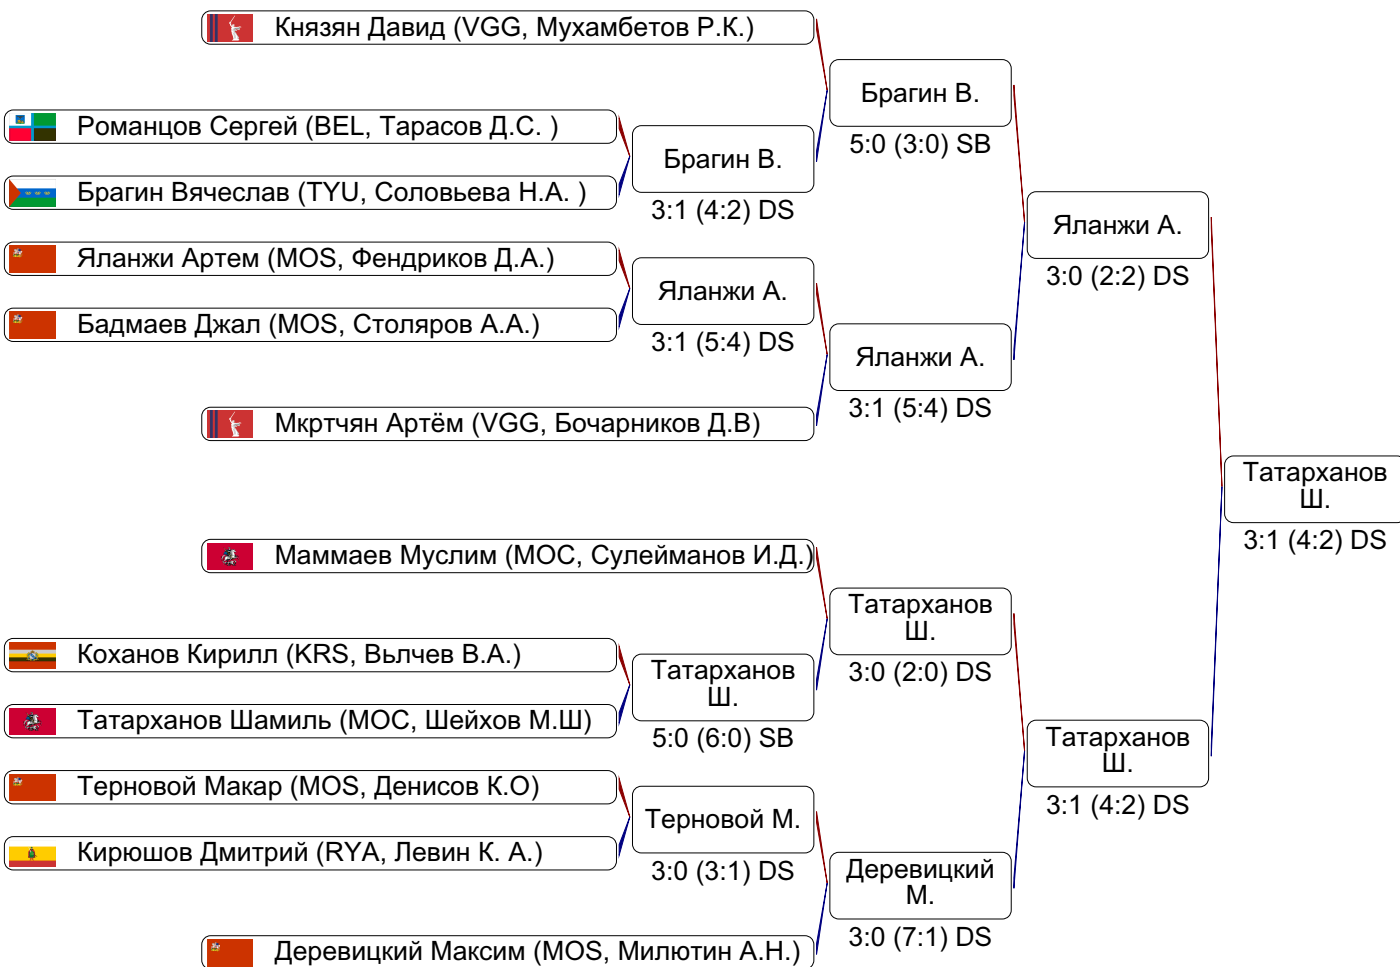 Князян Давид (VGG, Мухамбетов Р.К.)
Брагин В.
5:0 (3:0) SB
Романцов Сергей (BEL, Тарасов Д.С. )
Брагин В.
3:1 (4:2) DS
Брагин Вячеслав (TYU, Соловьева Н.А. )
Яланжи А.
3:0 (2:2) DS
Яланжи Артем (MOS, Фендриков Д.А.)
Яланжи А.
3:1 (5:4) DS
Бадмаев Джал (MOS, Столяров А.А.)
Яланжи А.
3:1 (5:4) DS
Мкртчян Артём (VGG, Бочарников Д.В)
Татарханов
Ш.
3:1 (4:2) DS
Маммаев Муслим (МОС, Сулейманов И.Д.)
Татарханов
Ш.
3:0 (2:0) DS
Коханов Кирилл (KRS, Вьлчев В.А.)
Татарханов
Ш.
5:0 (6:0) SB
Татарханов Шамиль (МОС, Шейхов М.Ш)
Татарханов
Ш.
3:1 (4:2) DS
Терновой Макар (MOS, Денисов К.О)
Терновой М.
3:0 (3:1) DS
Кирюшов Дмитрий (RYA, Левин К. А.)
Деревицкий
М.
3:0 (7:1) DS
Деревицкий Максим (MOS, Милютин А.Н.)